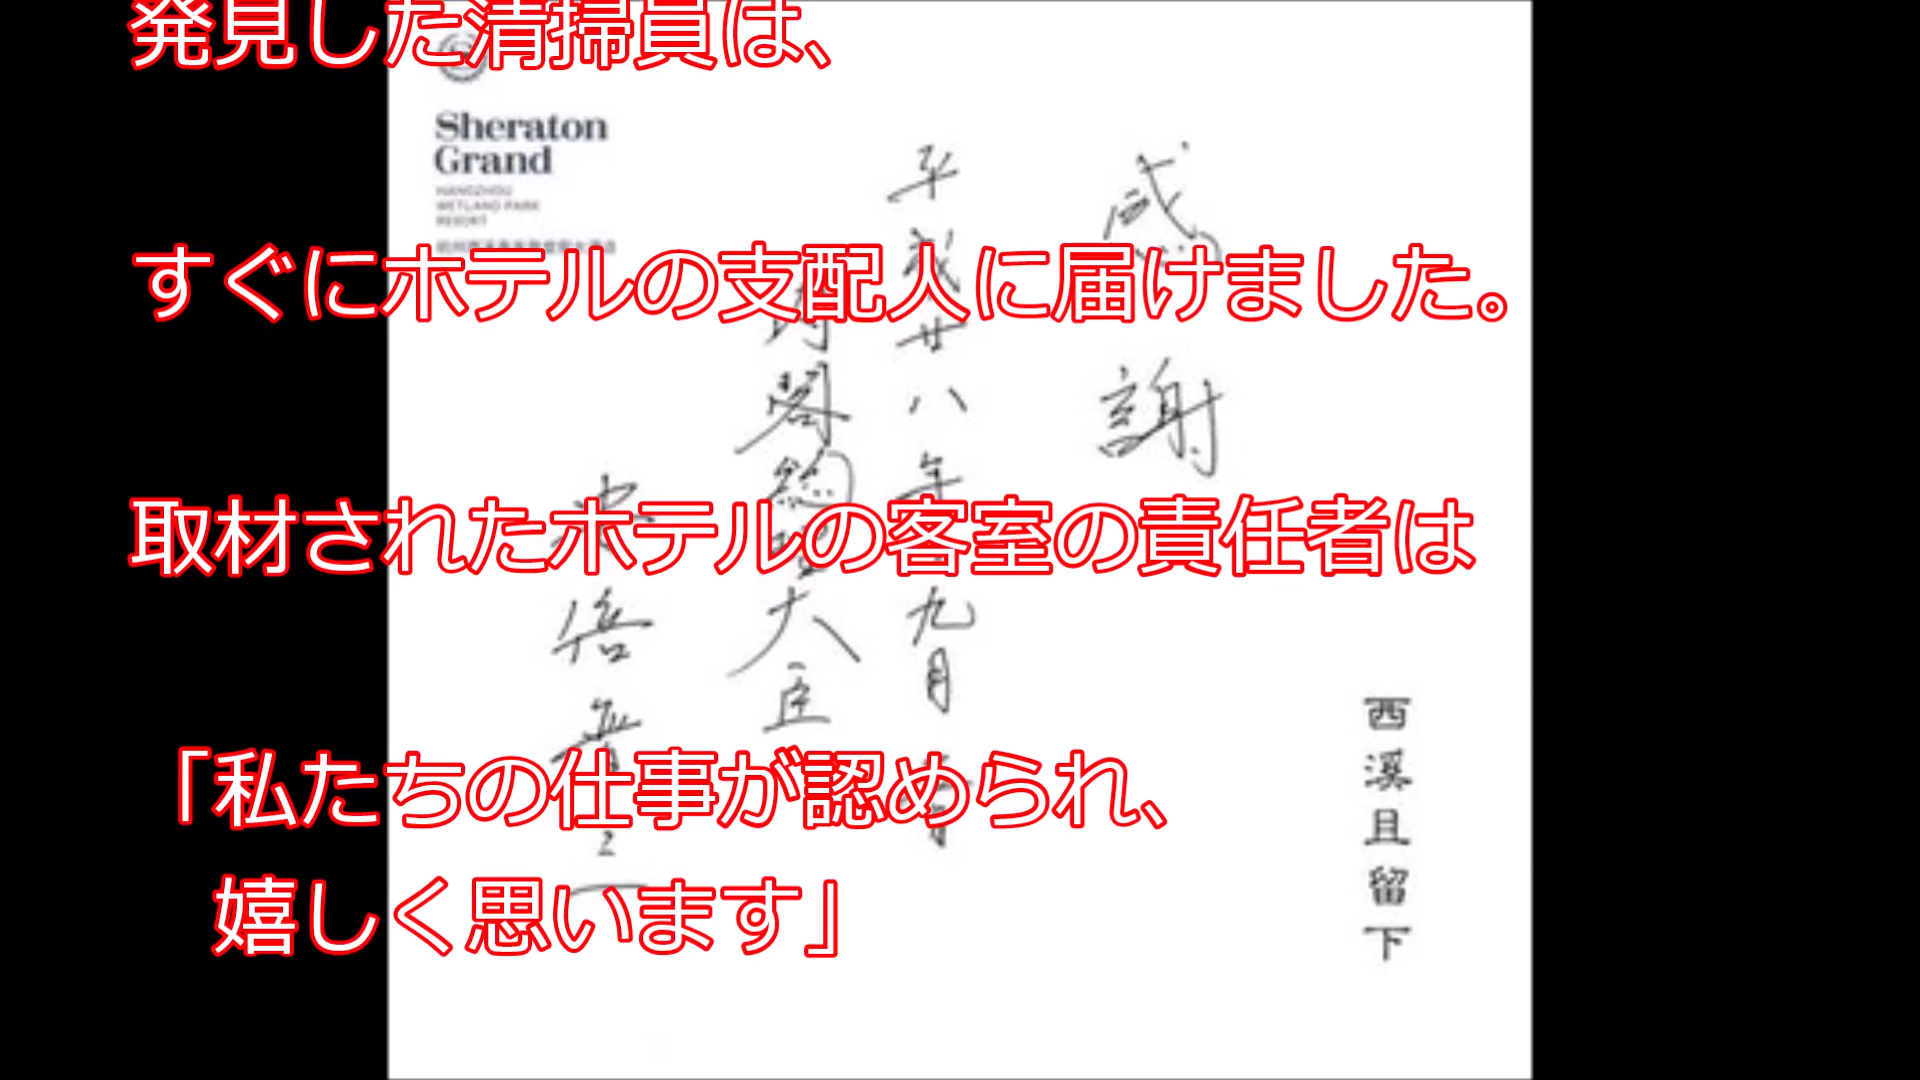 発見した清掃員は、
Sheraton
Grand
HANGZHOU
WETLAND PARK
RESORT
すぐにホテルの支配人に届けました。
取材されたホテルの客室の責任者は
「私たちの仕事が認められ、
嬉しく思います」
感謝
平成廿八年九月
内閣総理大臣
安倍晋三
西溪且留下